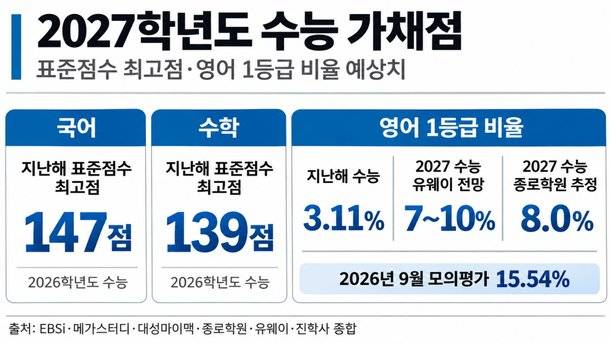 2027학년도 수능 가채점
표준점수 최고점·영어 1등급 비율 예상치
국어
지난해 표준점수
최고점
147점
2026학년도 수능
수학
지난해 표준점수
최고점
139점
2026학년도 수능
영어 1등급 비율
지난해 수능
3.11%
2027 수능
유웨이 전망
7~10%
2027 수능
종로학원 추정
8.0%
2026년 9월 모의평가 15.54%
출처: EBSi·메가스터디·대성마이맥·종로학원·유웨이·진학사 종합